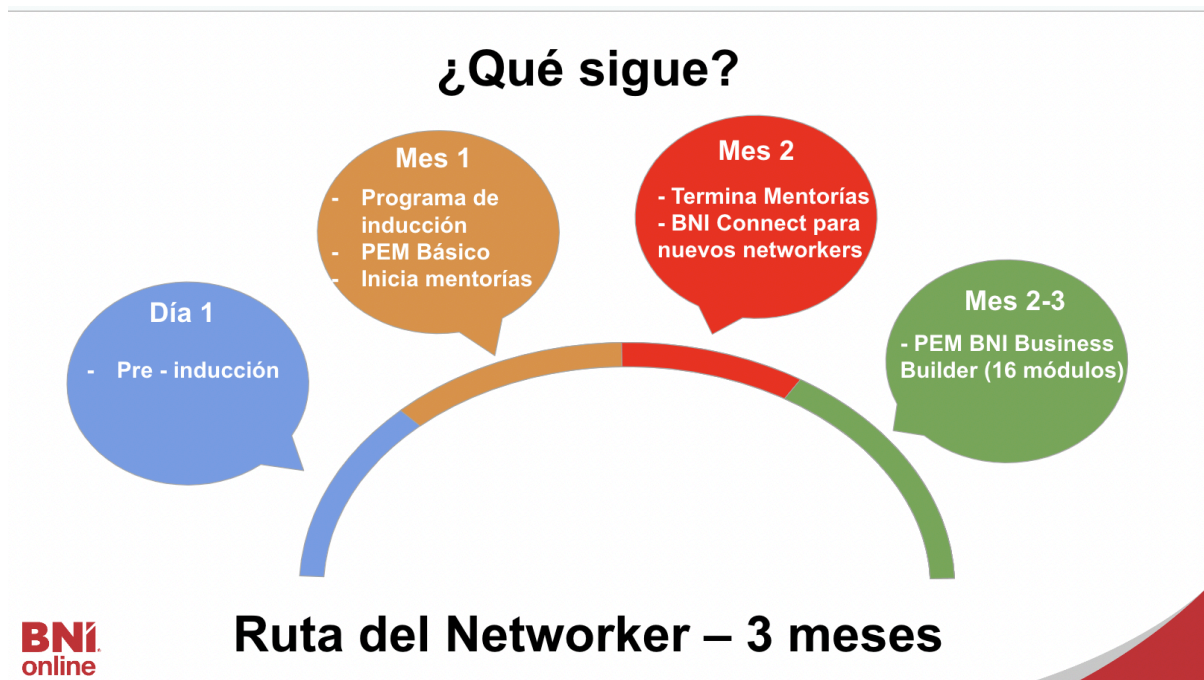 ¿Qué sigue?
Día 1
- Pre - inducción
Mes 1
- Programa de
inducción
- PEM Básico
- Inicia mentorías
Mes 2
- Termina Mentorías
- BNI Connect para
nuevos networkers
Mes 2-3
- PEM BNI Business
Builder (16 módulos)
Ruta del Networker – 3 meses
BNI
online